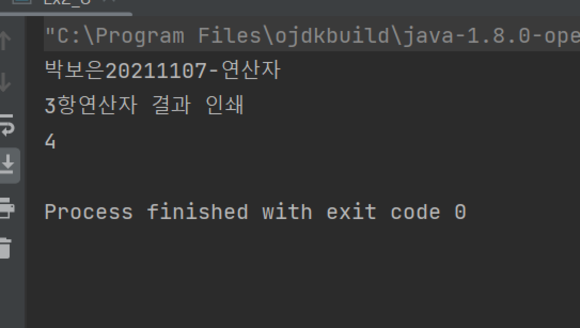 "C:\Program Files\ojdkbuild\java-1.8.0-ope
박보은20211107-연산자
3항연산자 결과 인쇄
4
Process finished with exit code 0